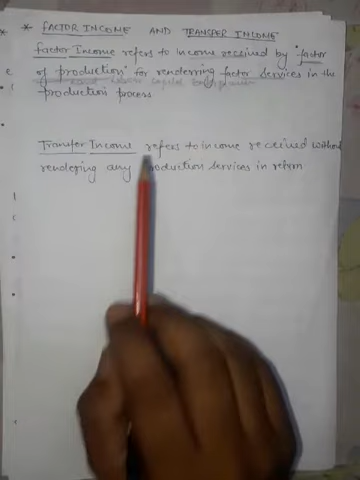 * * FACTOR INCOME AND TRANSFER INCOME
Factor Income refers to income received by "factor
of production" for renderring factor services in the
production process
Transfer Income refers to income received without
rendering any production services in return